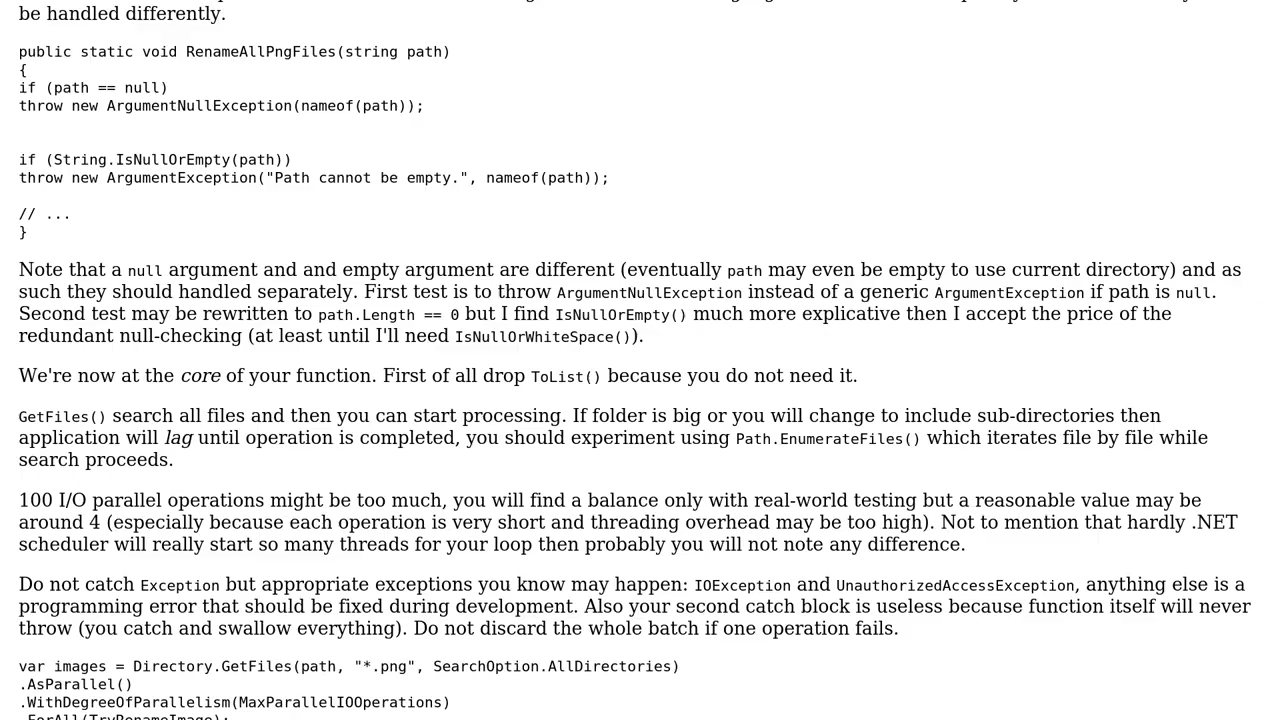 be handled differently.
public static void RenameAllPngFiles(string path)
{
if (path == null)
throw new ArgumentNullException(nameof(path));
if (String.IsNullOrEmpty(path))
throw new ArgumentException("Path cannot be empty.", nameof(path));
// ...
}
Note that a null argument and and empty argument are different (eventually path may even be empty to use current directory) and as
such they should handled separately. First test is to throw ArgumentNullException instead of a generic ArgumentException if path is null.
Second test may be rewritten to path.Length == 0 but I find IsNullOrEmpty() much more explicative then I accept the price of the
redundant null-checking (at least until I'll need IsNullOrWhiteSpace()).
We're now at the core of your function. First of all drop ToList() because you do not need it.
GetFiles() search all files and then you can start processing. If folder is big or you will change to include sub-directories then
application will lag until operation is completed, you should experiment using Path.EnumerateFiles() which iterates file by file while
search proceeds.
100 I/O parallel operations might be too much, you will find a balance only with real-world testing but a reasonable value may be
around 4 (especially because each operation is very short and threading overhead may be too high). Not to mention that hardly .NET
scheduler will really start so many threads for your loop then probably you will not note any difference.
Do not catch Exception but appropriate exceptions you know may happen: IOException and UnauthorizedAccessException, anything else is a
programming error that should be fixed during development. Also your second catch block is useless because function itself will never
throw (you catch and swallow everything). Do not discard the whole batch if one operation fails.
var images = Directory.GetFiles(path, "*.png", SearchOption.AllDirectories)
.AsParallel()
.WithDegreeOfParallelism(MaxParallelIOOperations)
.ForAll(TryRenameImage);